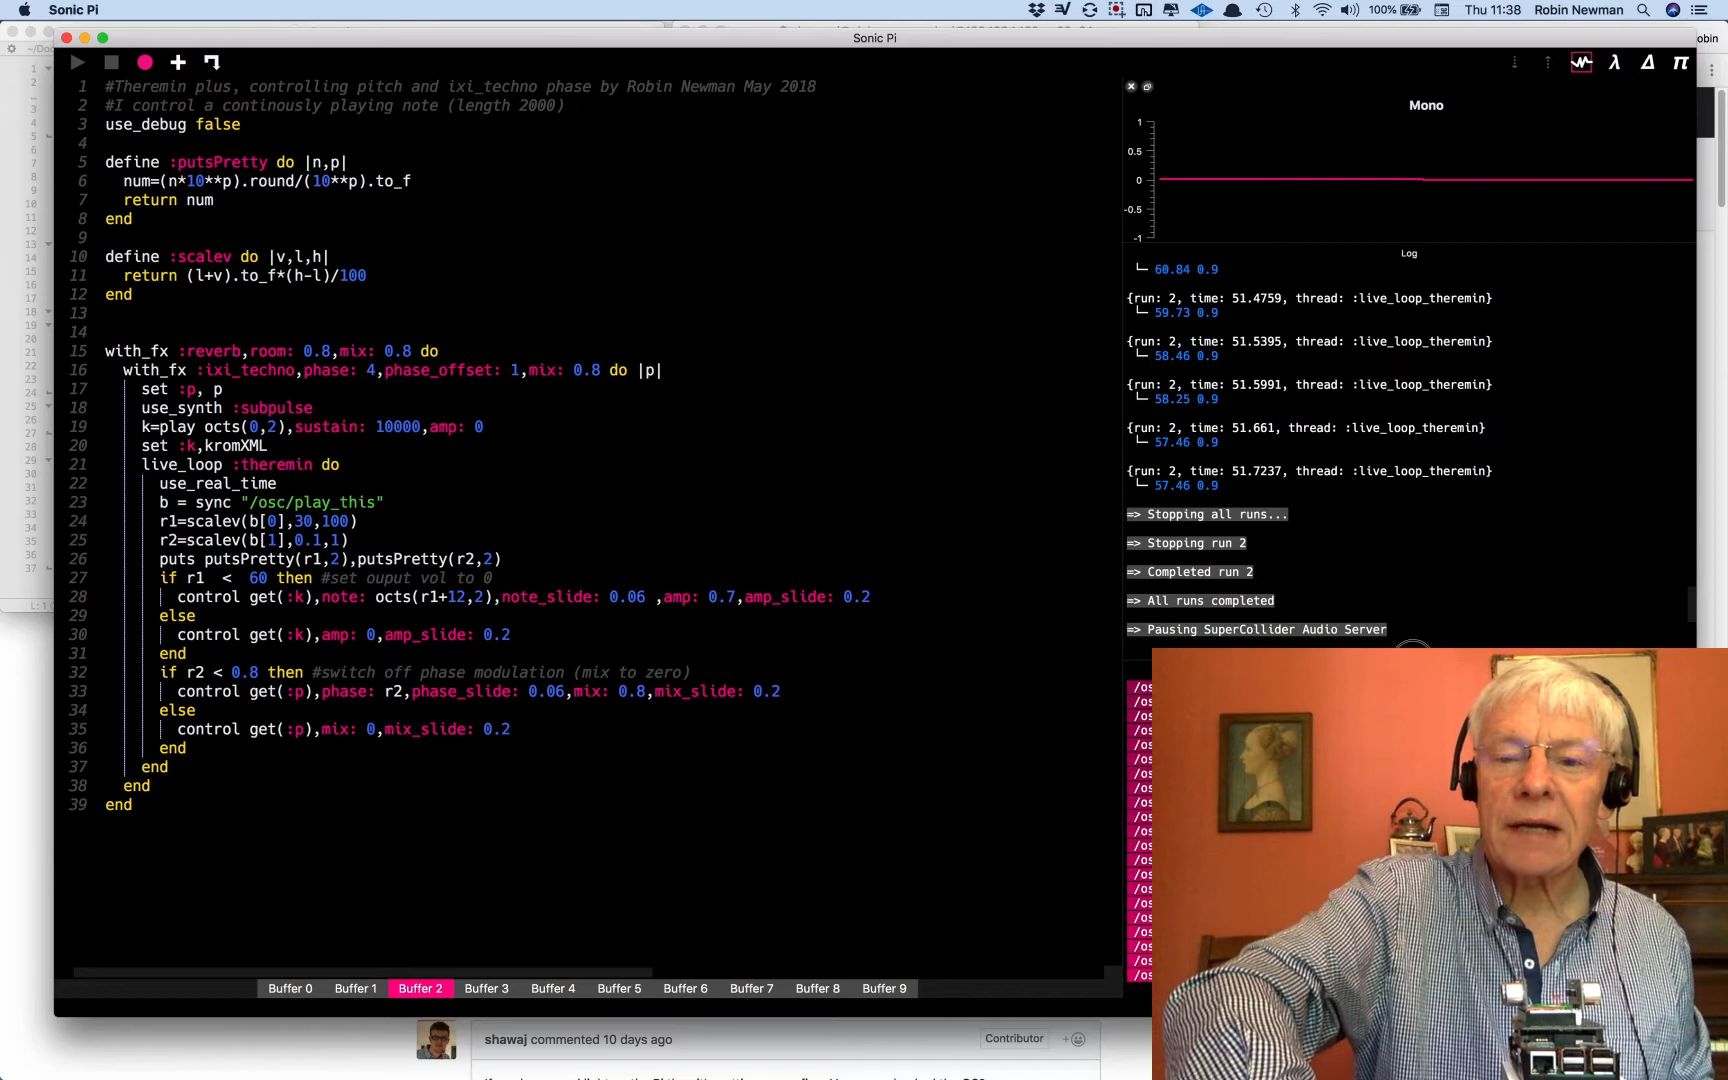 Sonic Pi
100%
Thu 11:38
Robin Newman
Sonic Pi
obin
~/Doc
1 #Theremin plus, controlling pitch and ixi_techno phase by Robin Newman May 2018
2 #I control a continously playing note (length 2000)
3 use_debug false
4
5 define :putsPretty do |n,p|
6 num=(n*10**p).round/(10**p).to_f
7 return num
8 end
9
10 define :scalev do |v,l,h|
11 return (l+v).to_f*(h-l)/100
12 end
13
14
15 with_fx :reverb,room: 0.8,mix: 0.8 do
16 with_fx :ixi_techno,phase: 4,phase_offset: 1,mix: 0.8 do |p|
17 set :p, p
18 use_synth :subpulse
19 k=play octs(0,2),sustain: 10000,amp: 0
20 set :k,kromXML
21 live_loop :theremin do
22 use_real_time
23 b = sync "/osc/play_this"
24 r1=scalev(b[0],30,100)
25 r2=scalev(b[1],0.1,1)
26 puts putsPretty(r1,2),putsPretty(r2,2)
27 if r1 < 60 then #set ouput vol to 0
28 control get(:k),note: octs(r1+12,2),note_slide: 0.06 ,amp: 0.7,amp_slide: 0.2
29 else
30 control get(:k),amp: 0,amp_slide: 0.2
31 end
32 if r2 < 0.8 then #switch off phase modulation (mix to zero)
33 control get(:p),phase: r2,phase_slide: 0.06,mix: 0.8,mix_slide: 0.2
34 else
35 control get(:p),mix: 0,mix_slide: 0.2
36 end
37 end
38 end
39 end
Mono
1
0.5
0
-0.5
-1
Log
60.84 0.9
{run: 2, time: 51.4759, thread: :live_loop_theremin}
59.73 0.9
{run: 2, time: 51.5395, thread: :live_loop_theremin}
58.46 0.9
{run: 2, time: 51.5991, thread: :live_loop_theremin}
58.25 0.9
{run: 2, time: 51.661, thread: :live_loop_theremin}
57.46 0.9
{run: 2, time: 51.7237, thread: :live_loop_theremin}
57.46 0.9
=> Stopping all runs...
=> Stopping run 2
=> Completed run 2
=> All runs completed
=> Pausing SuperCollider Audio Server
Buffer 0 Buffer 1 Buffer 2 Buffer 3 Buffer 4 Buffer 5 Buffer 6 Buffer 7 Buffer 8 Buffer 9
shawaj commented 10 days ago
Contributor